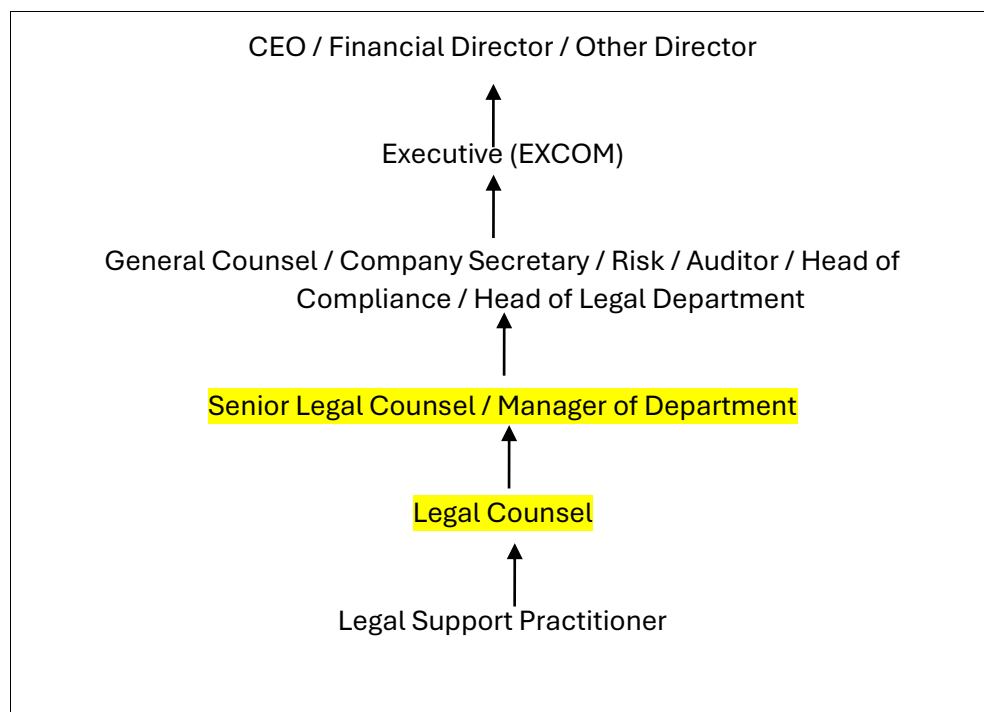 CEO / Financial Director / Other Director
Executive (EXCOM)
General Counsel / Company Secretary / Risk / Auditor / Head of
Compliance / Head of Legal Department
Senior Legal Counsel / Manager of Department
Legal Counsel
Legal Support Practitioner